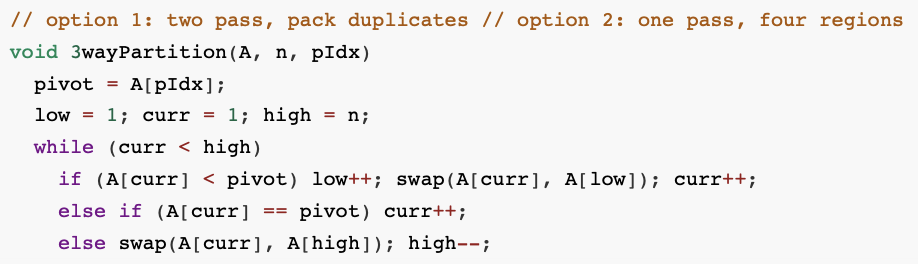 // option 1: two pass, pack duplicates // option 2: one pass, four regions
void 3wayPartition(A, n, pIdx)
  pivot = A[pIdx];
  low = 1; curr = 1; high = n;
  while (curr < high)
    if (A[curr] < pivot) low++; swap(A[curr], A[low]); curr++;
    else if (A[curr] == pivot) curr++;
    else swap(A[curr], A[high]); high--;